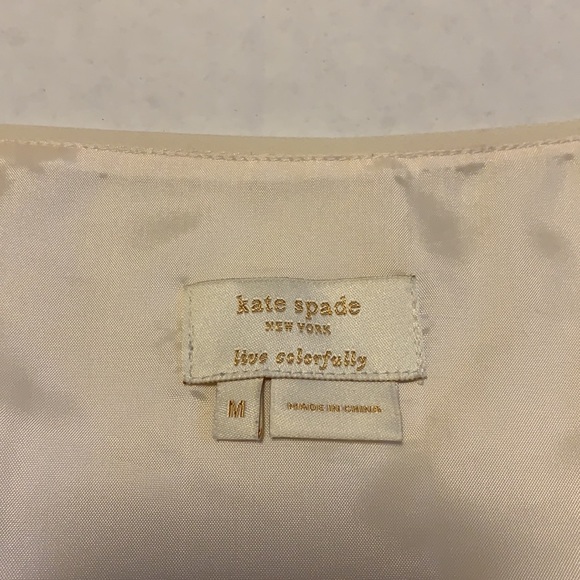 kate spade
NEW YORK
live colorfully
M
MADE IN CHINA